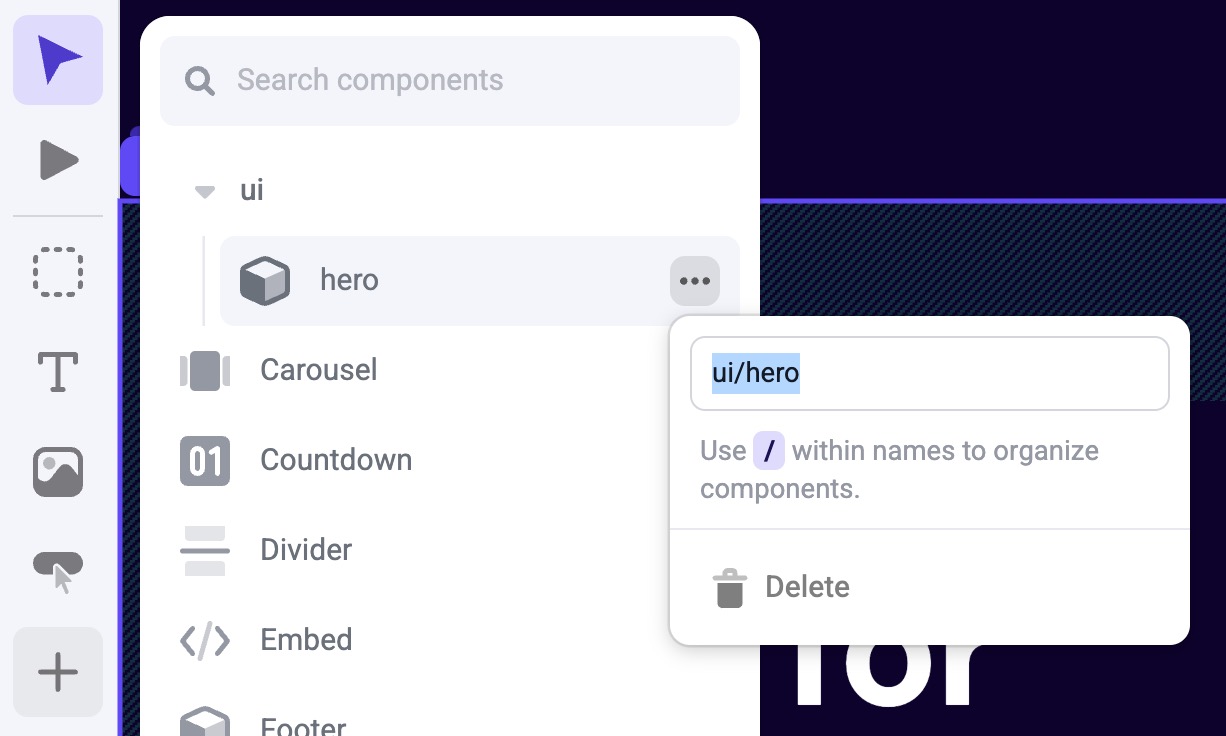 Search components
ui
hero
ui/hero
Carousel
Use / within names to organize
components.
Countdown
01
Divider
Delete
Embed
for
Footer